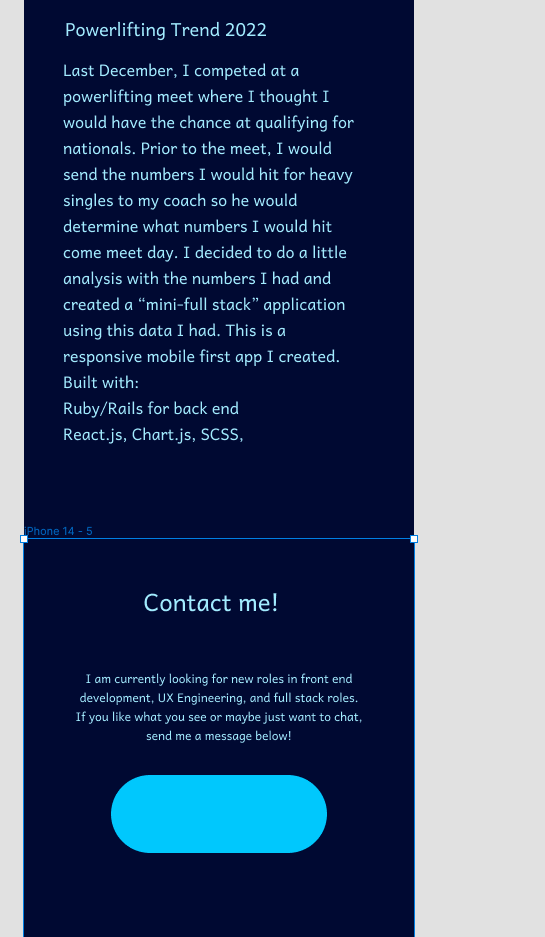 Powerlifting Trend 2022
Last December, I competed at a
powerlifting meet where I thought I
would have the chance at qualifying for
nationals. Prior to the meet, I would
send the numbers I would hit for heavy
singles to my coach so he would
determine what numbers I would hit
come meet day. I decided to do a little
analysis with the numbers I had and
created a “mini-full stack” application
using this data I had. This is a
responsive mobile first app I created.
Built with:
Ruby/Rails for back end
React.js, Chart.js, SCSS,
iPhone 14 - 5
Contact me!
I am currently looking for new roles in front end
development, UX Engineering, and full stack roles.
If you like what you see or maybe just want to chat,
send me a message below!